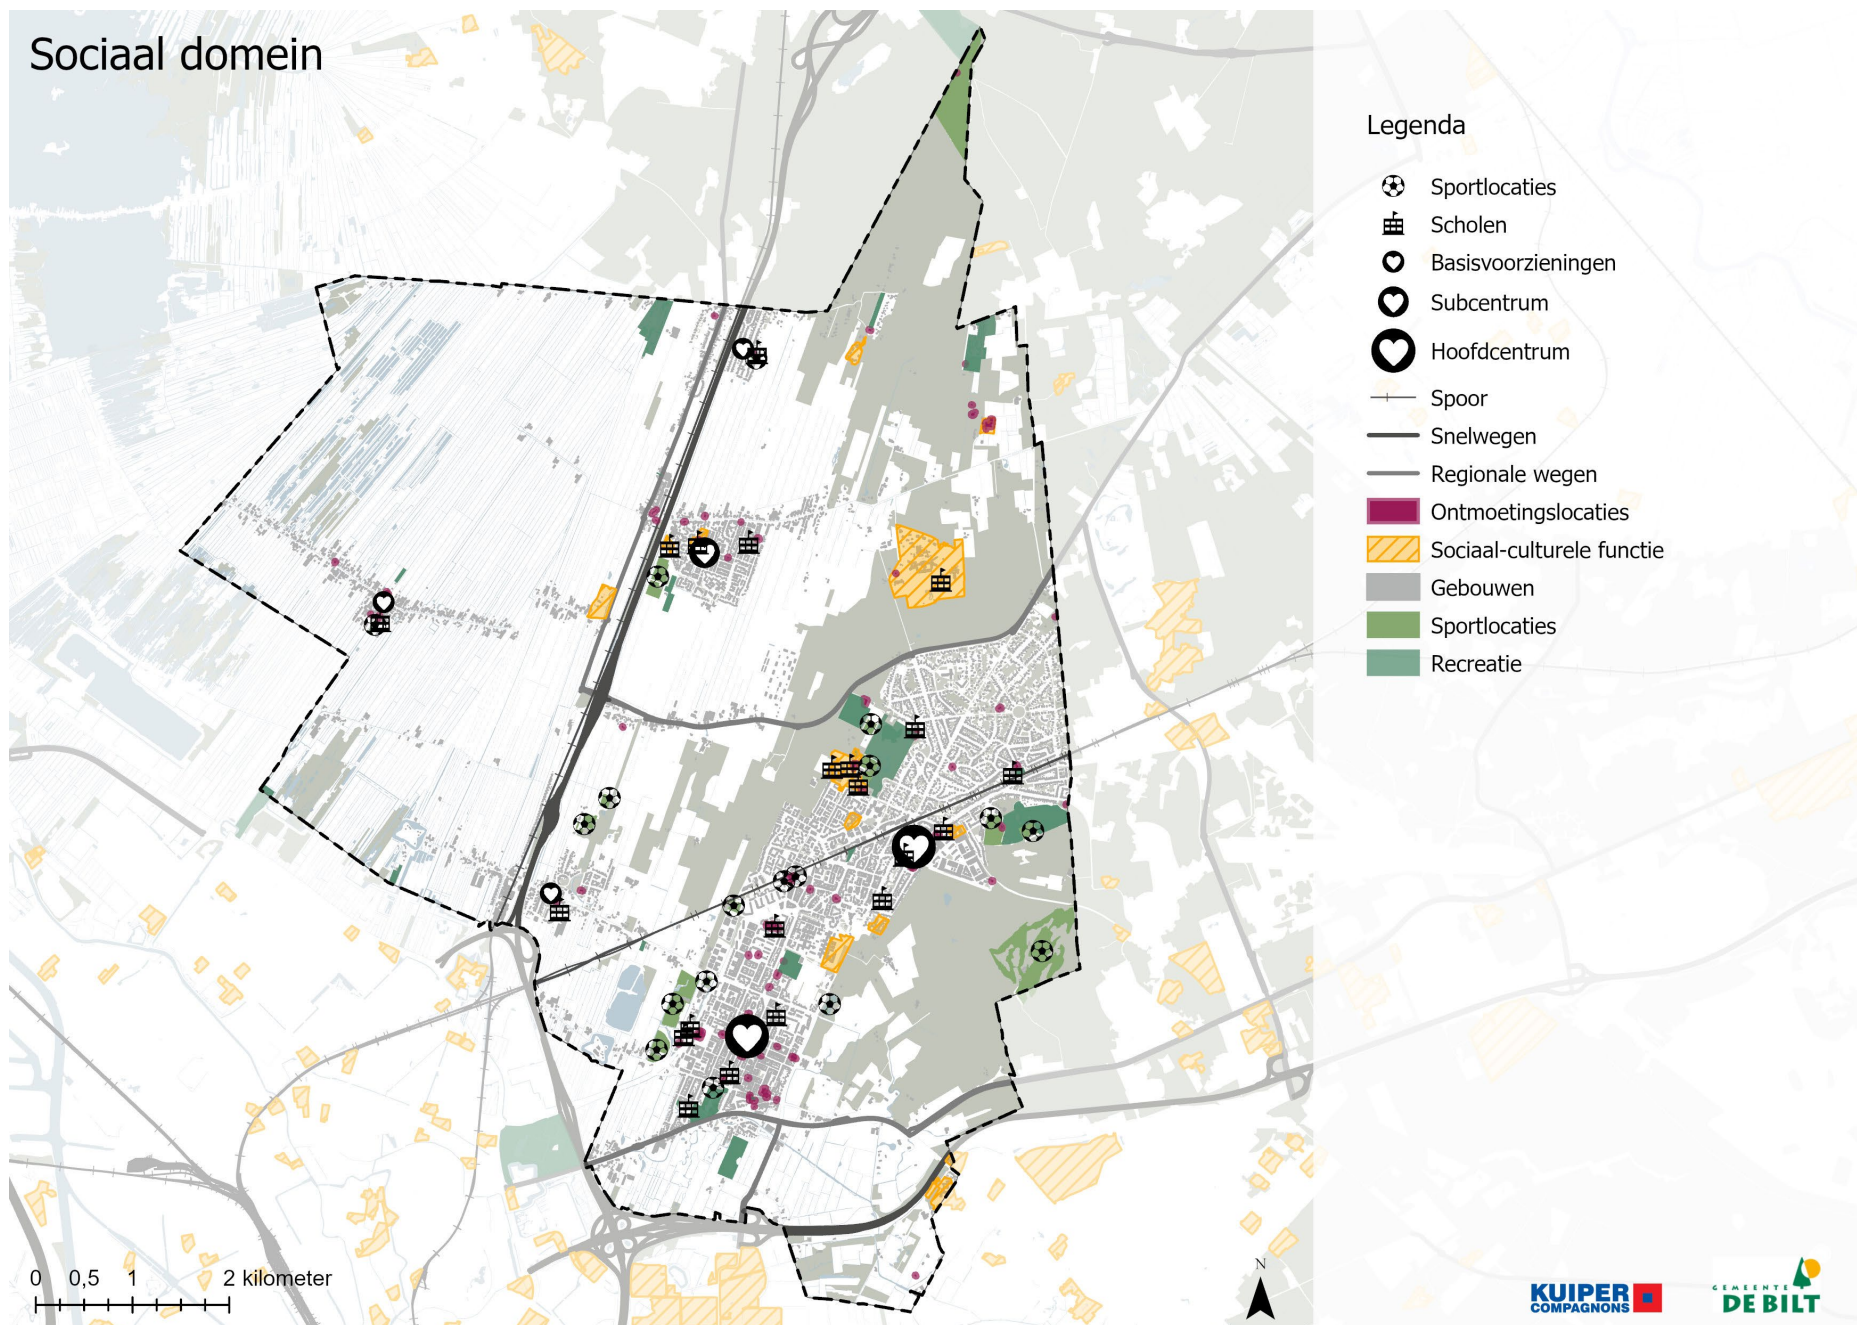 Sociaal domein
Legenda
Sportlocaties
Scholen
Basisvoorzieningen
Subcentrum
Hoofdcentrum
Spoor
Snelwegen
Regionale wegen
Ontmoetingslocaties
Sociaal-culturele functie
Gebouwen
Sportlocaties
Recreatie
0 0,5 1 2 kilometer
N
KUIPER
COMPAGNONS
GEMEENTE
DE BILT